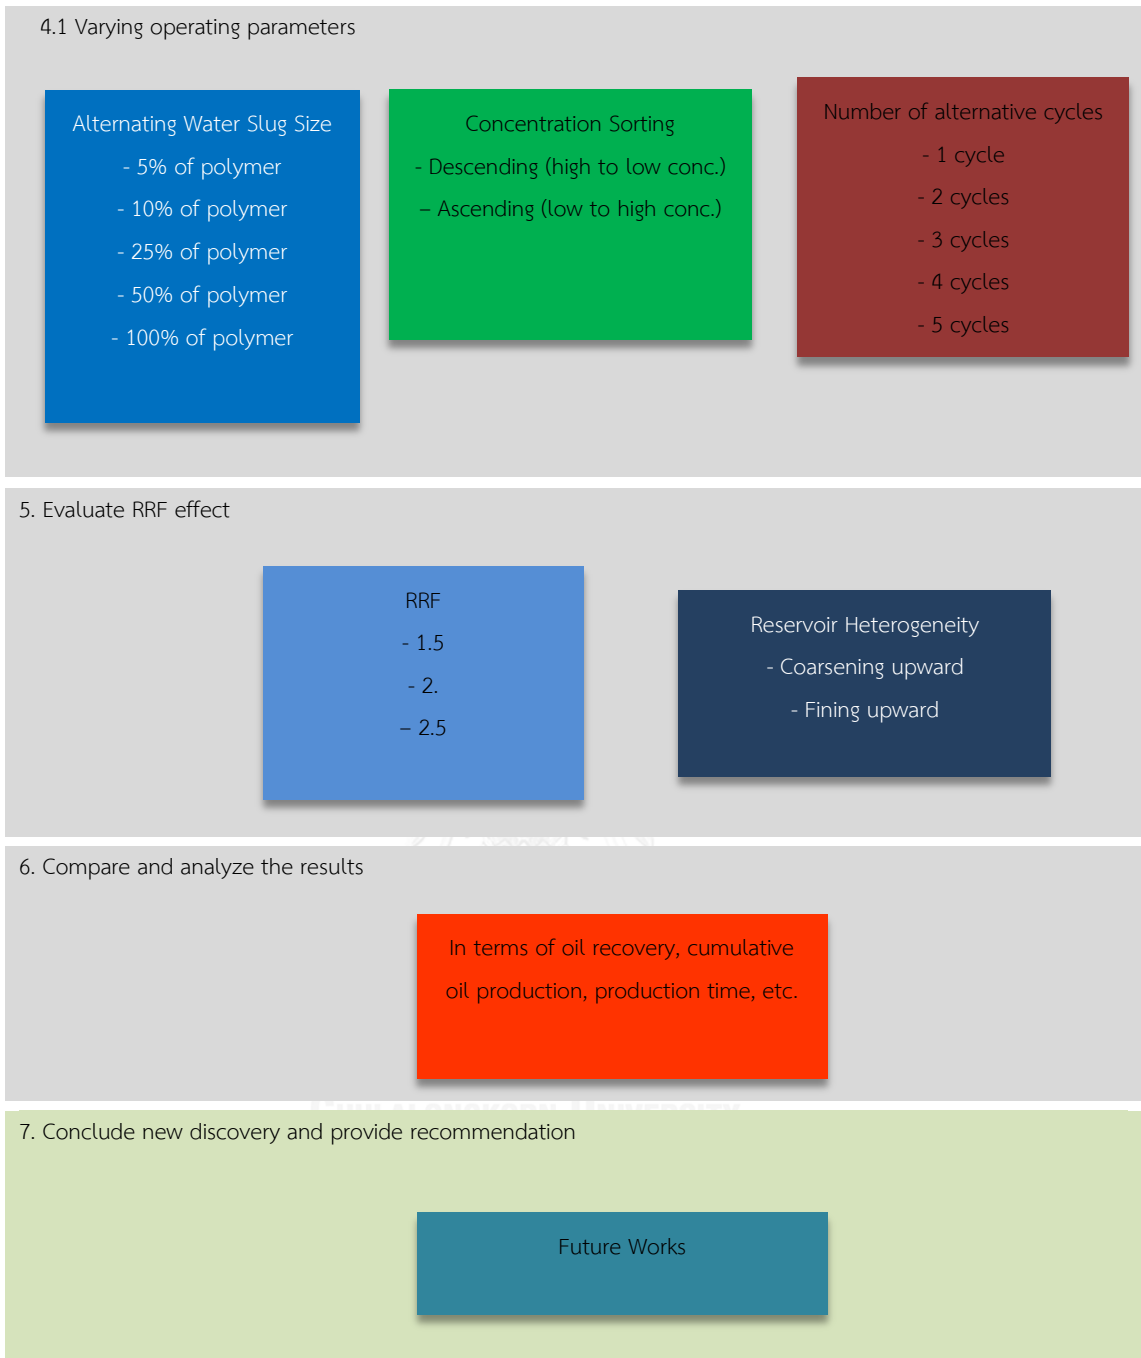 4.1 Varying operating parameters
Alternating Water Slug Size
- 5% of polymer
- 10% of polymer
- 25% of polymer
- 50% of polymer
- 100% of polymer
Concentration Sorting
- Descending (high to low conc.)
– Ascending (low to high conc.)
Number of alternative cycles
- 1 cycle
- 2 cycles
- 3 cycles
- 4 cycles
- 5 cycles
5. Evaluate RRF effect
RRF
- 1.5
- 2.
– 2.5
Reservoir Heterogeneity
- Coarsening upward
- Fining upward
6. Compare and analyze the results
In terms of oil recovery, cumulative
oil production, production time, etc.
7. Conclude new discovery and provide recommendation
Future Works